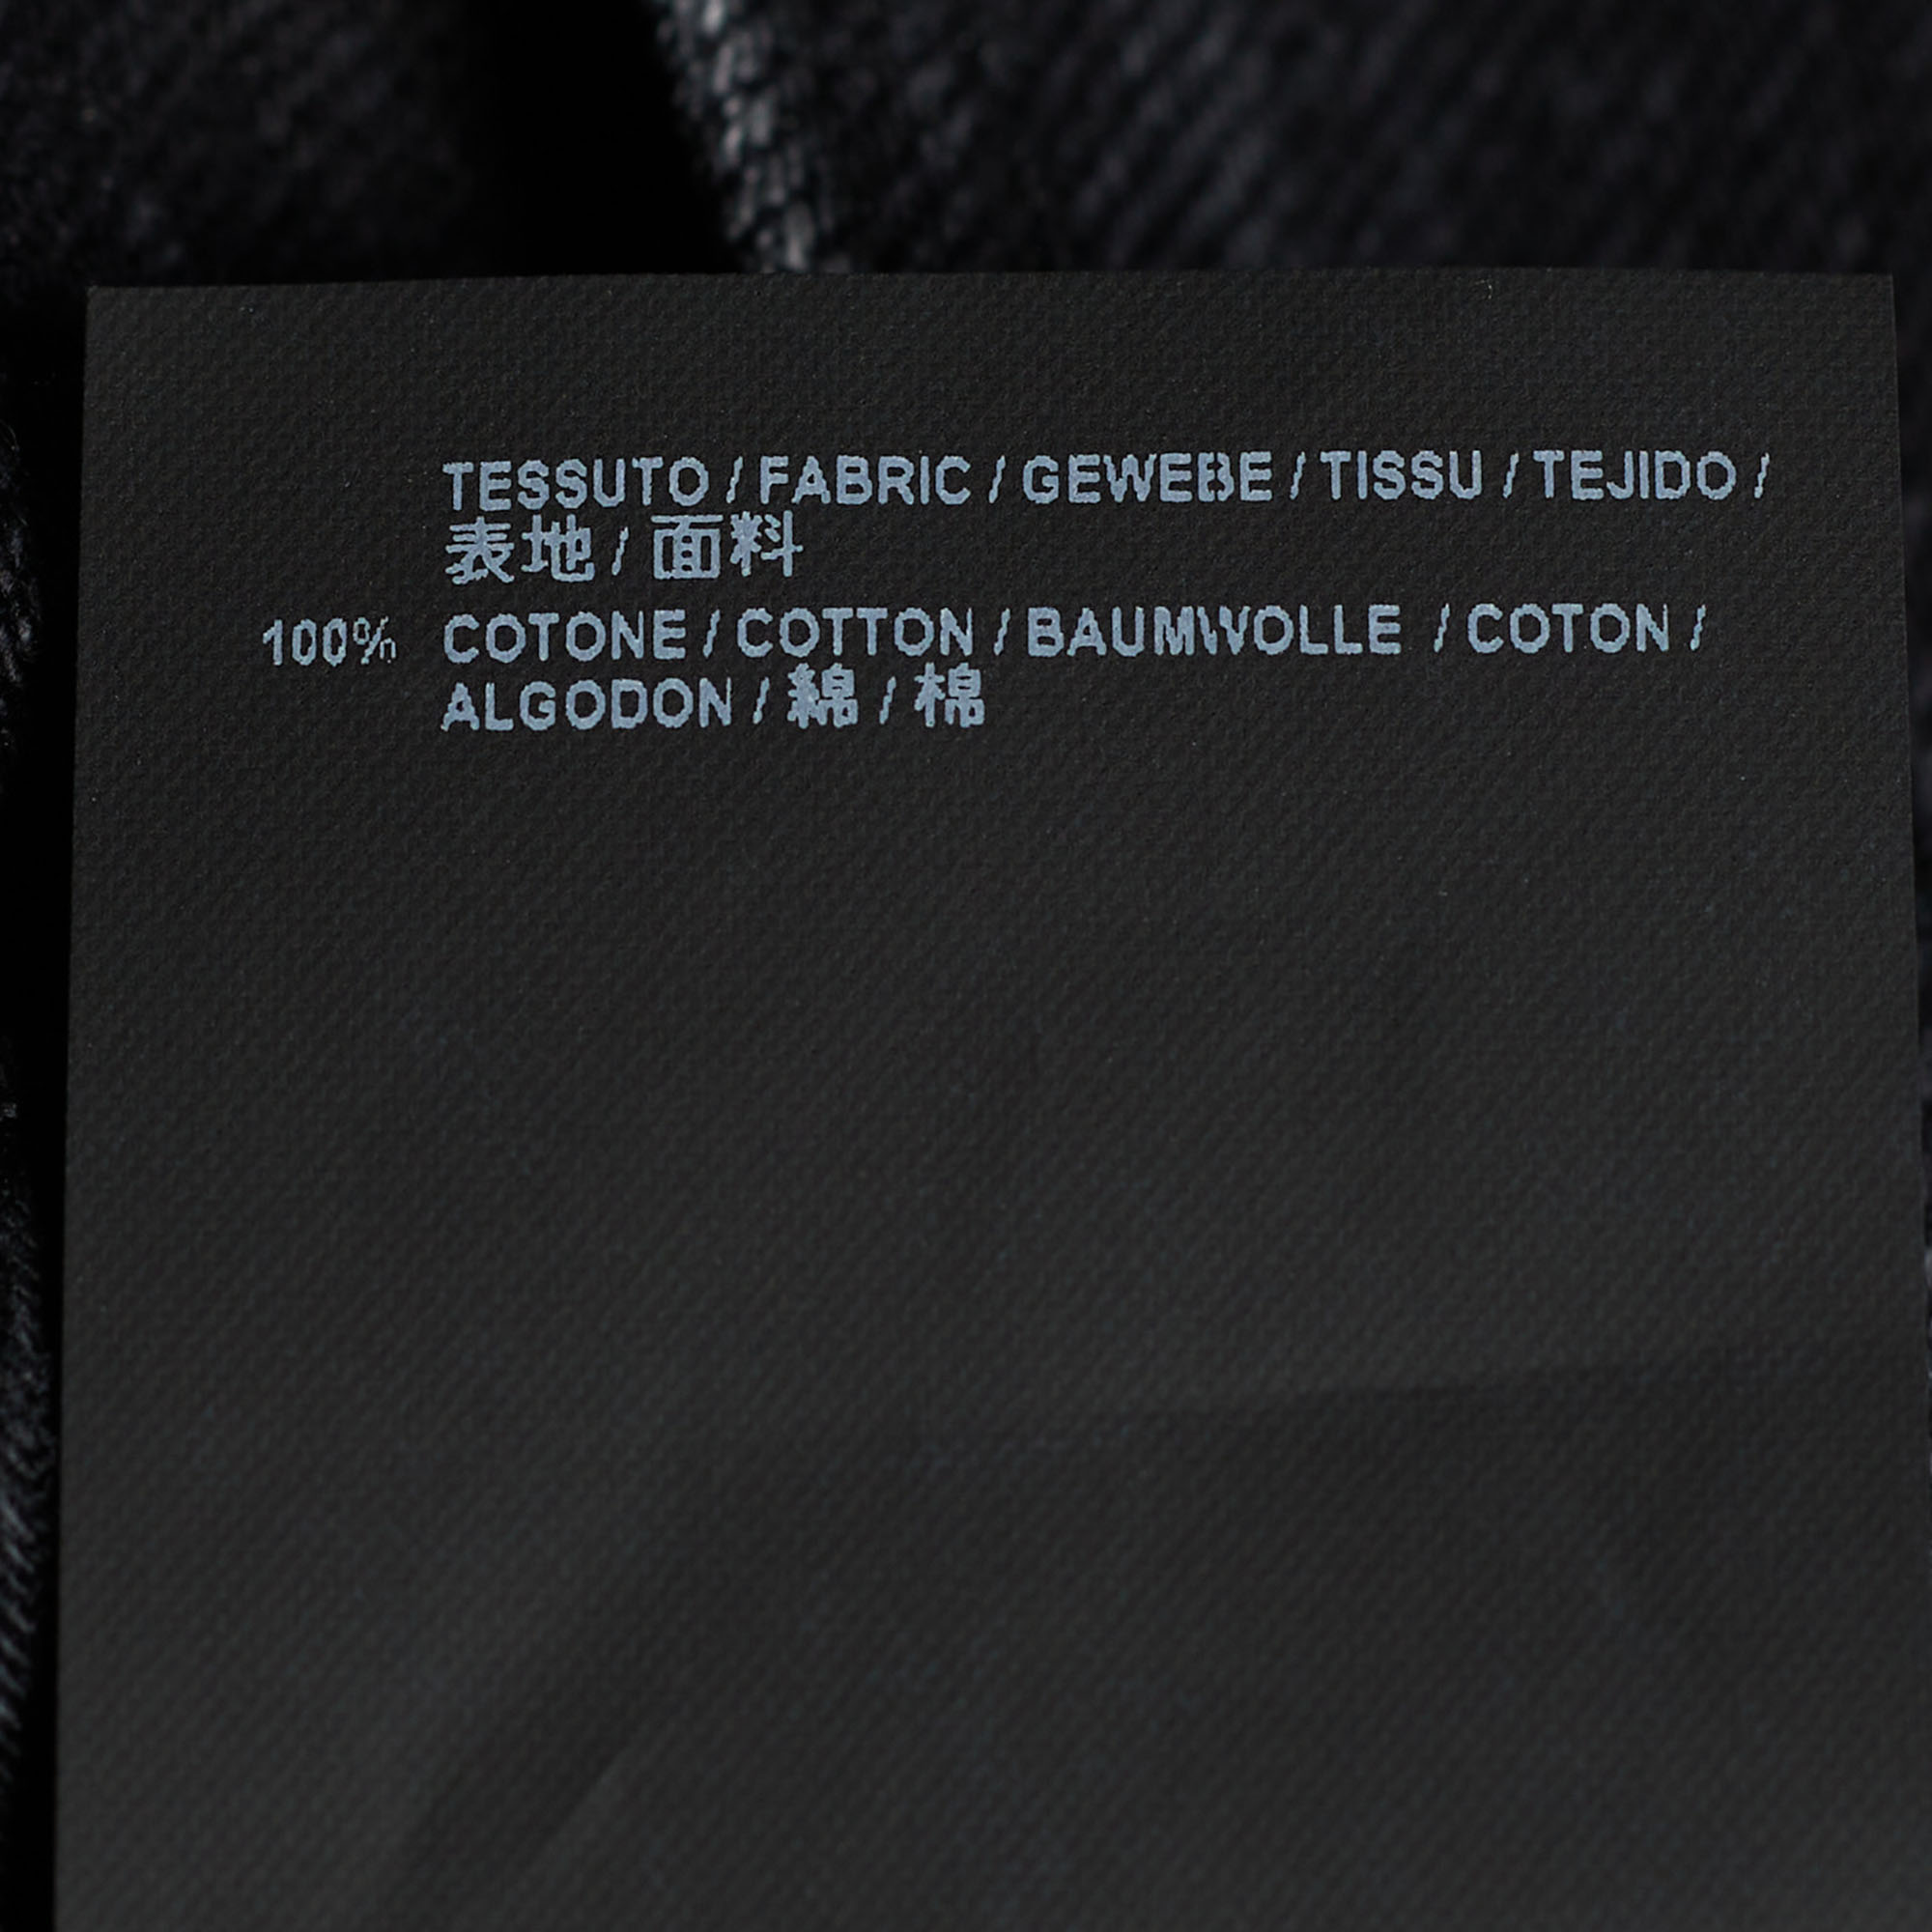 TESSUTO / FABRIC / GEWEBE / TISSU / TEJIDO /
表地 / 面料
100% COTONE / COTTON / BAUMWOLLE / COTON /
ALGODON / 綿 / 棉